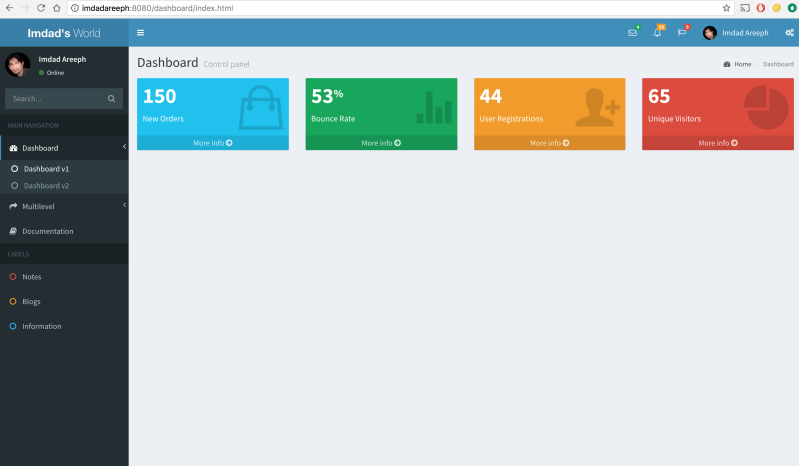 imdadareeph:8080/dashboard/index.html
Imdad's World
4
10
9
Imdad Areeph
Imdad Areeph
Online
Search...
MAIN NAVIGATION
Dashboard
Dashboard v1
Dashboard v2
Multilevel
Documentation
LABELS
Notes
Blogs
Information
Dashboard Control panel
Home
Dashboard
150
New Orders
More info
53%
Bounce Rate
More info
44
User Registrations
More info
65
Unique Visitors
More info